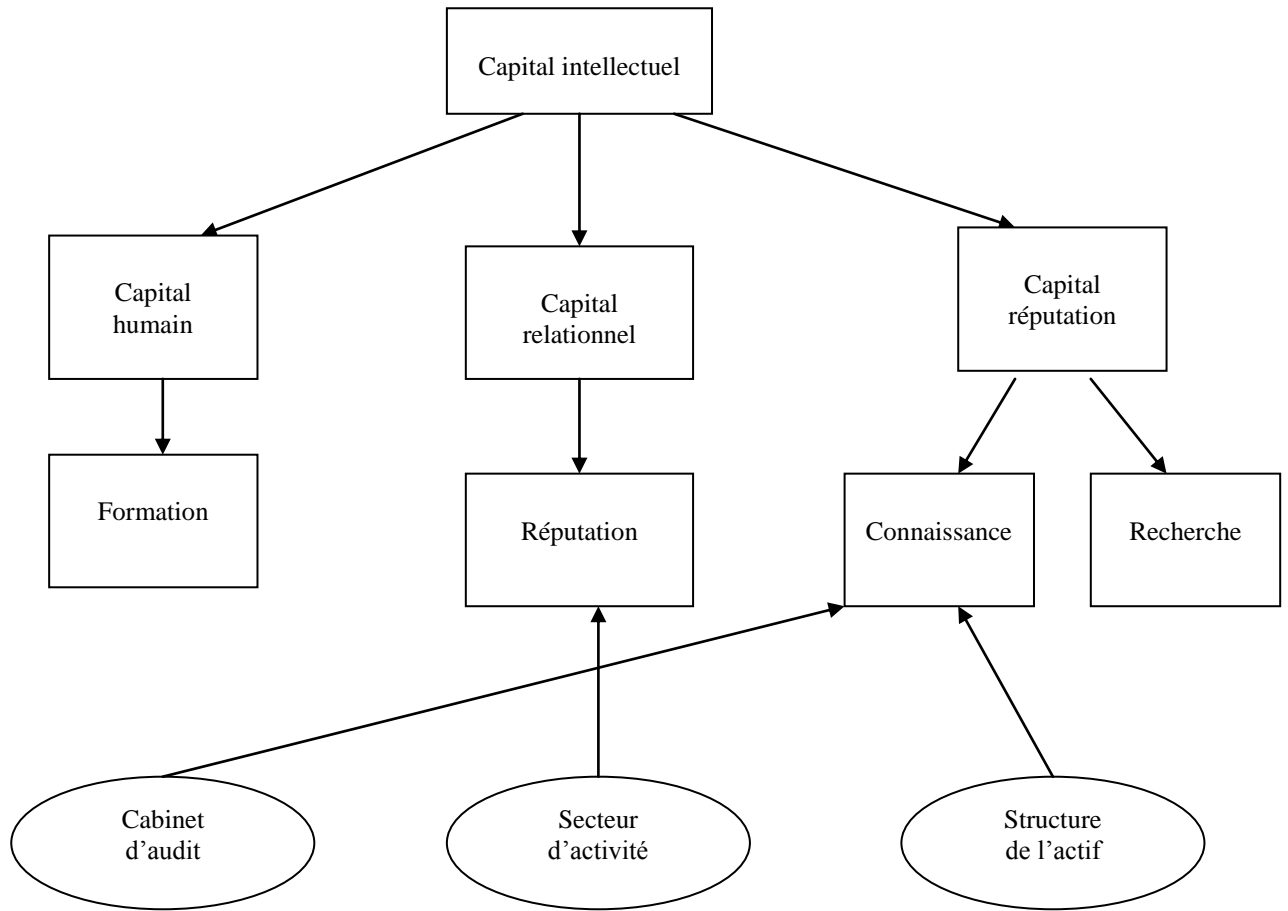 Capital intellectuel
Capital
humain
Capital
relationnel
Capital
réputation
Formation
Réputation
Connaissance
Recherche
Cabinet
d’audit
Secteur
d’activité
Structure
de l’actif